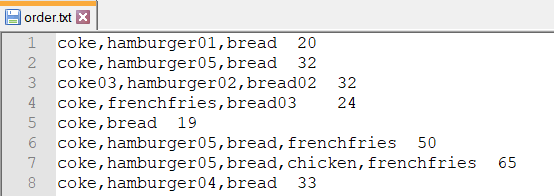 order.txt
1 coke,hamburger01,bread 20
2 coke,hamburger05,bread 32
3 coke03,hamburger02,bread02 32
4 coke,frenchfries,bread03 24
5 coke,bread 19
6 coke,hamburger05,bread,frenchfries 50
7 coke,hamburger05,bread,chicken,frenchfries 65
8 coke,hamburger04,bread 33